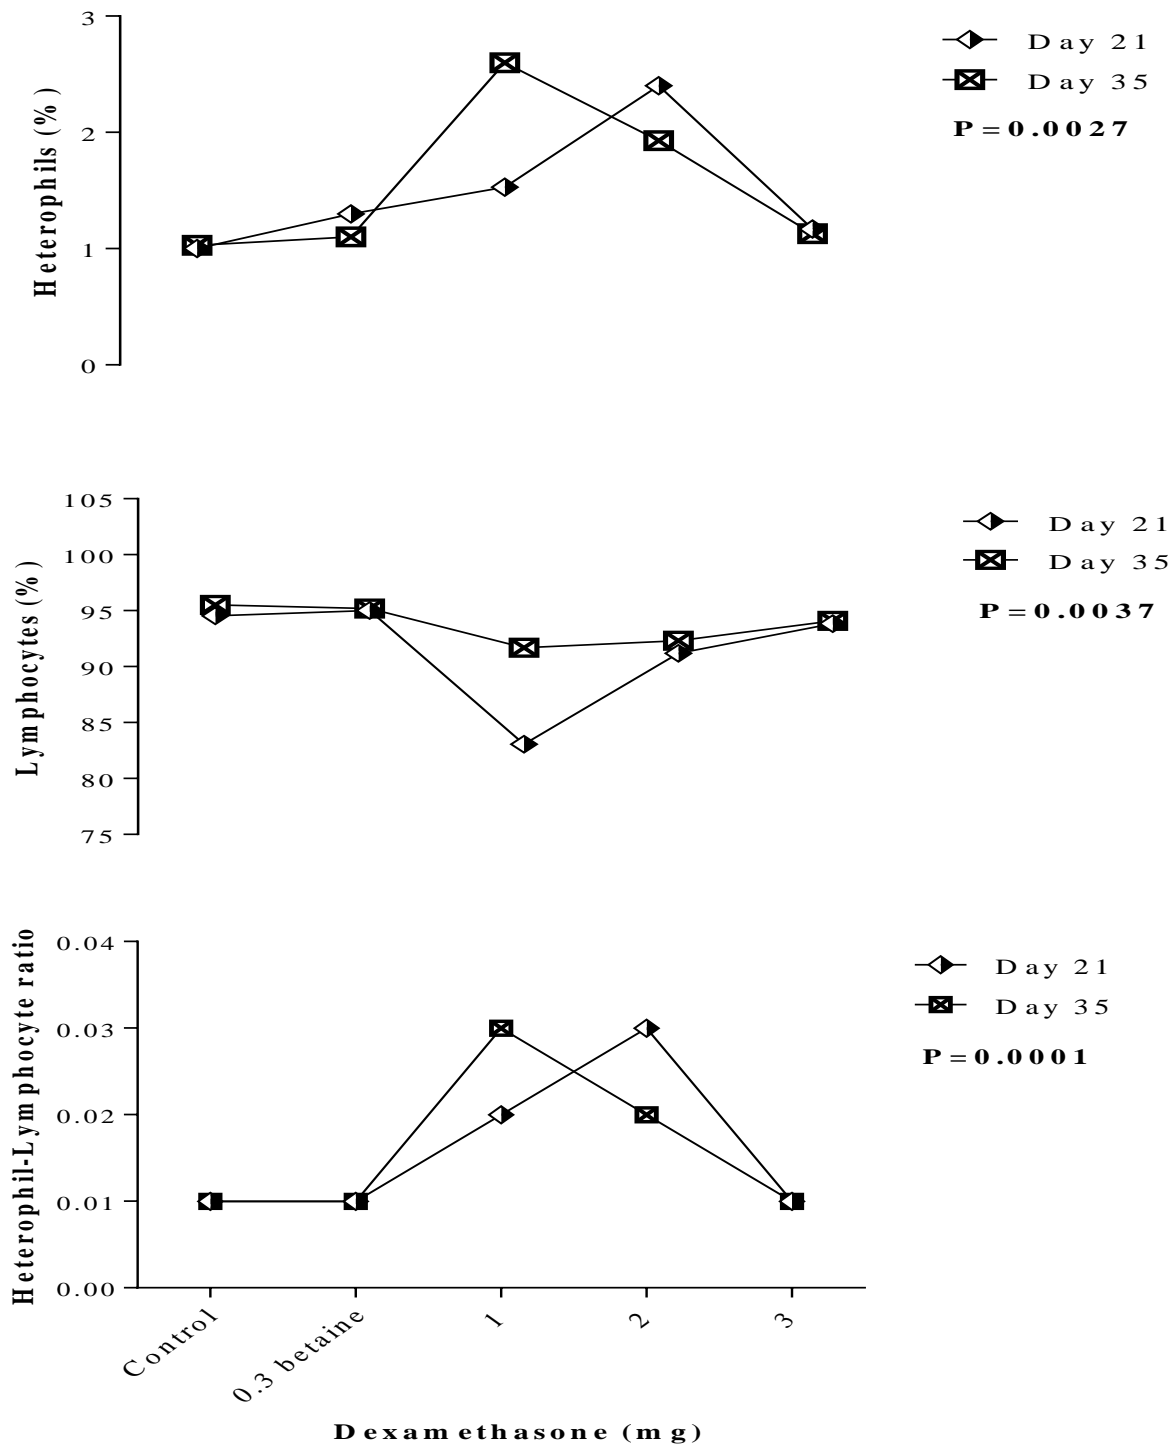 Heterophils (%)
3
2
1
0
Day 21
Day 35
P=0.0027
Lymphocytes (%)
105
100
95
90
85
80
75
Day 21
Day 35
P=0.0037
Heterophil-Lymphocyte ratio
0.04
0.03
0.02
0.01
0.00
Day 21
Day 35
P=0.0001
Control
0.3 betaine
1
2
3
Dexamethasone (mg)